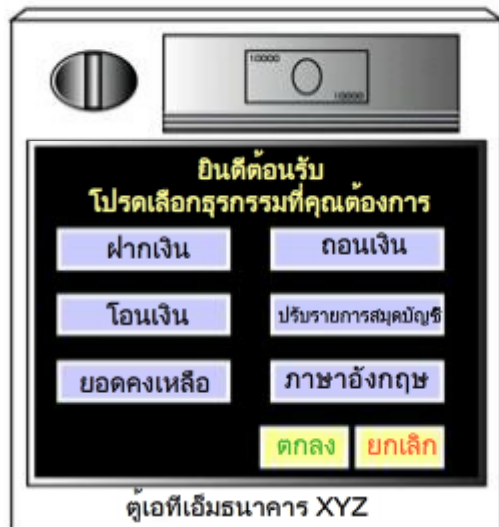 10000
10000
ยินดีต้อนรับ
โปรดเลือกธุรกรรมที่คุณต้องการ
ฝากเงิน ถอนเงิน
โอนเงิน ปรับรายการสมุดบัญชี
ยอดคงเหลือ ภาษาอังกฤษ
ตกลง ยกเลิก
ตู้เอทีเอ็มธนาคาร XYZ